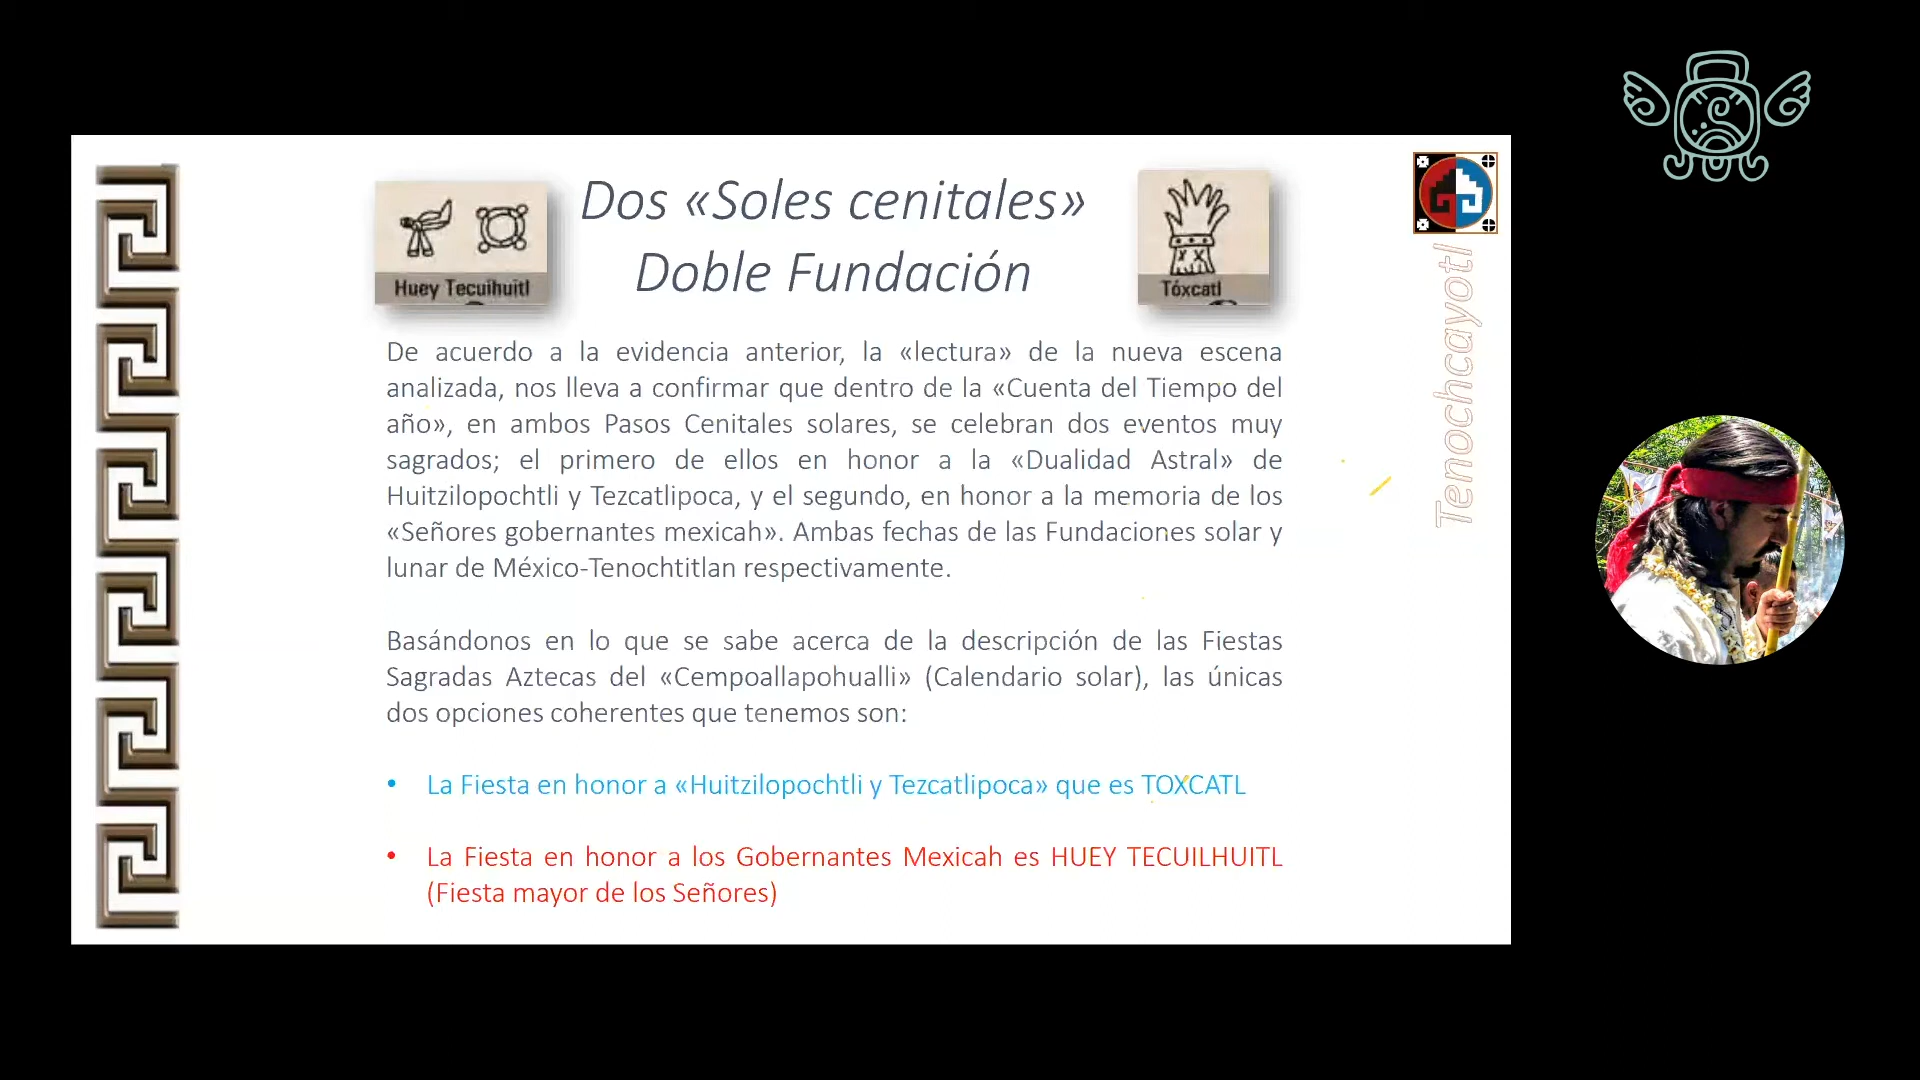 Dos «Soles cenitales»
Doble Fundación
Huey Tecuihuitl
Tóxcatl
Tenochcayotl
De acuerdo a la evidencia anterior, la «lectura» de la nueva escena
analizada, nos lleva a confirmar que dentro de la «Cuenta del Tiempo del
año», en ambos Pasos Cenitales solares, se celebran dos eventos muy
sagrados; el primero de ellos en honor a la «Dualidad Astral» de
Huitzilopochtli y Tezcatlipoca, y el segundo, en honor a la memoria de los
«Señores gobernantes mexicah». Ambas fechas de las Fundaciones solar y
lunar de México-Tenochtitlan respectivamente.
Basándonos en lo que se sabe acerca de la descripción de las Fiestas
Sagradas Aztecas del «Cempoallapohualli» (Calendario solar), las únicas
dos opciones coherentes que tenemos son:
• La Fiesta en honor a «Huitzilopochtli y Tezcatlipoca» que es TOXCATL
• La Fiesta en honor a los Gobernantes Mexicah es HUEY TECUILHUITL
(Fiesta mayor de los Señores)